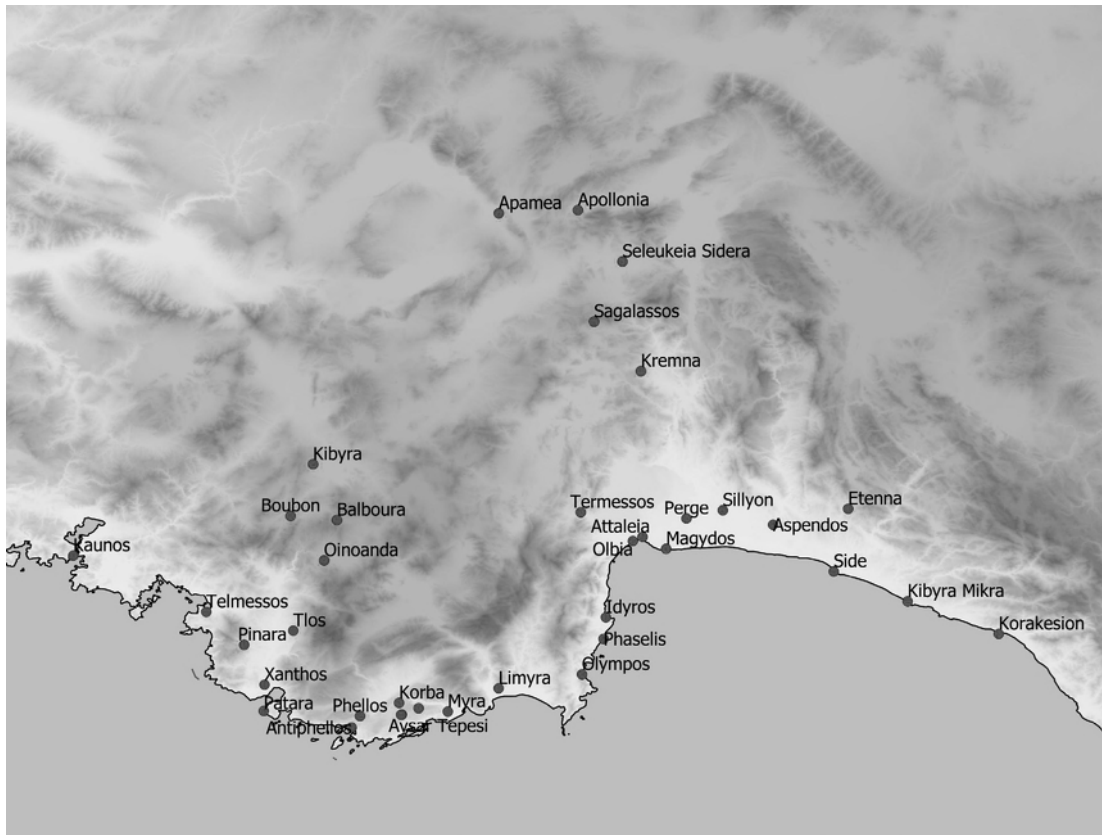 Apamea
Apollonia
Seleukeia Sidera
Sagalassos
Kremna
Kibyra
Boubon
Balboura
Termessos
Perge
Sillyon
Etenna
Attaleia
Aspendos
Kaunos
Oinoanda
Olbia
Magydos
Side
Telmessos
Idyros
Kibyra Mikra
Tlos
Pinara
Phaselis
Korakesion
Xanthos
Limyra
Olympos
Patara
Phellos
Korba
Myra
Antiphellos
Avsar Tepesi